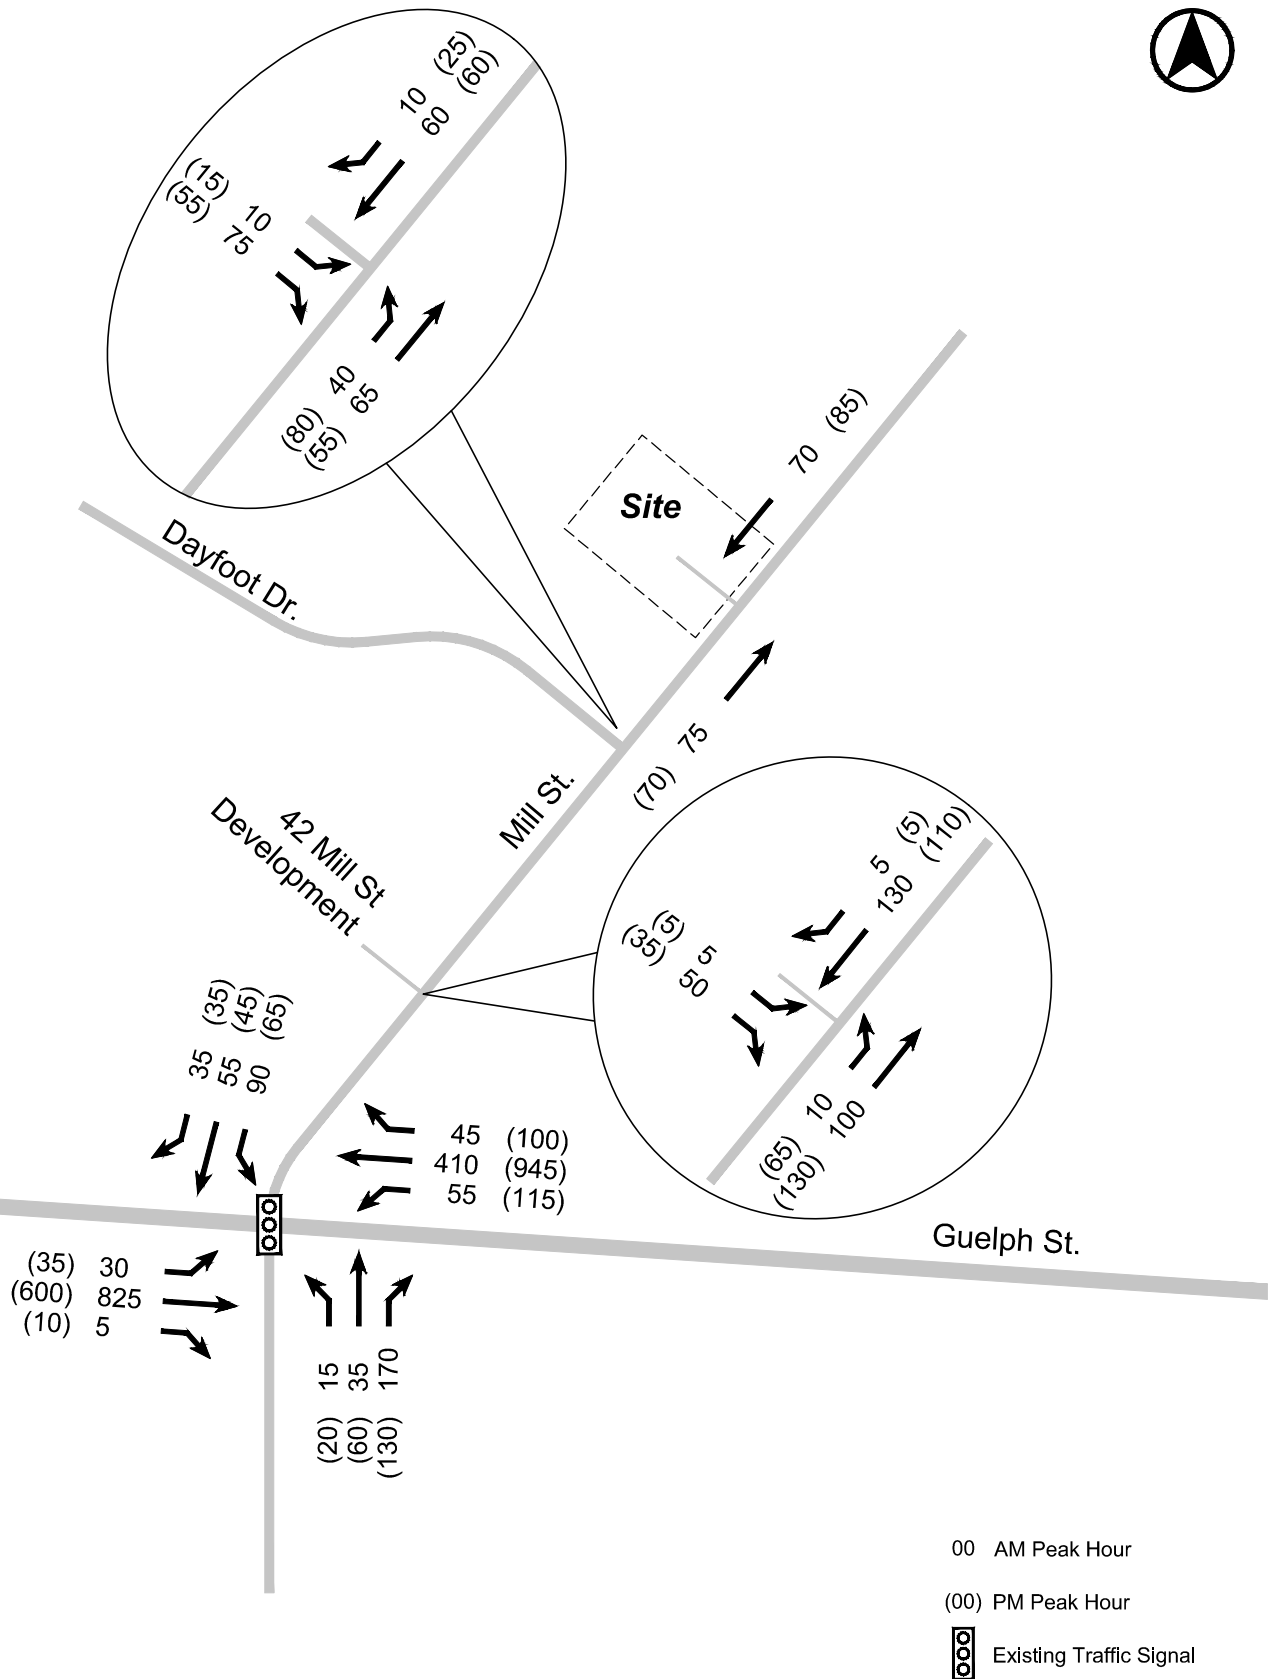 10 (25)
60 (60)
(15) 10
(55) 75
(80) 40
(55) 65
70 (85)
Site
Dayfoot Dr.
(70) 75
Mill St.
42 Mill St
Development
5 (5)
130 (110)
(5) 5
(35) 50
(65) 10
(130) 100
35 (35)
55 (45)
90 (65)
45 (100)
410 (945)
55 (115)
Guelph St.
(35) 30
(600) 825
(10) 5
(20) 15
(60) 35
(130) 170
00 AM Peak Hour
(00) PM Peak Hour
Existing Traffic Signal